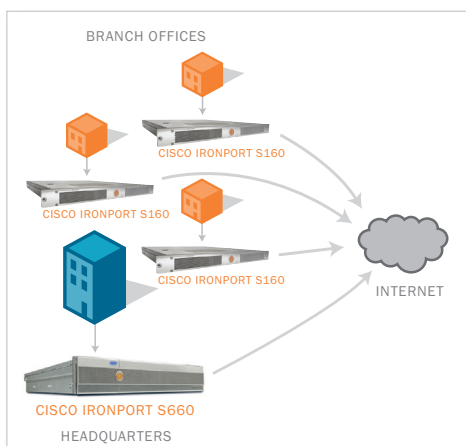 BRANCH OFFICES
CISCO IRONPORT S160
CISCO IRONPORT S160
CISCO IRONPORT S160
INTERNET
CISCO IRONPORT S660
HEADQUARTERS